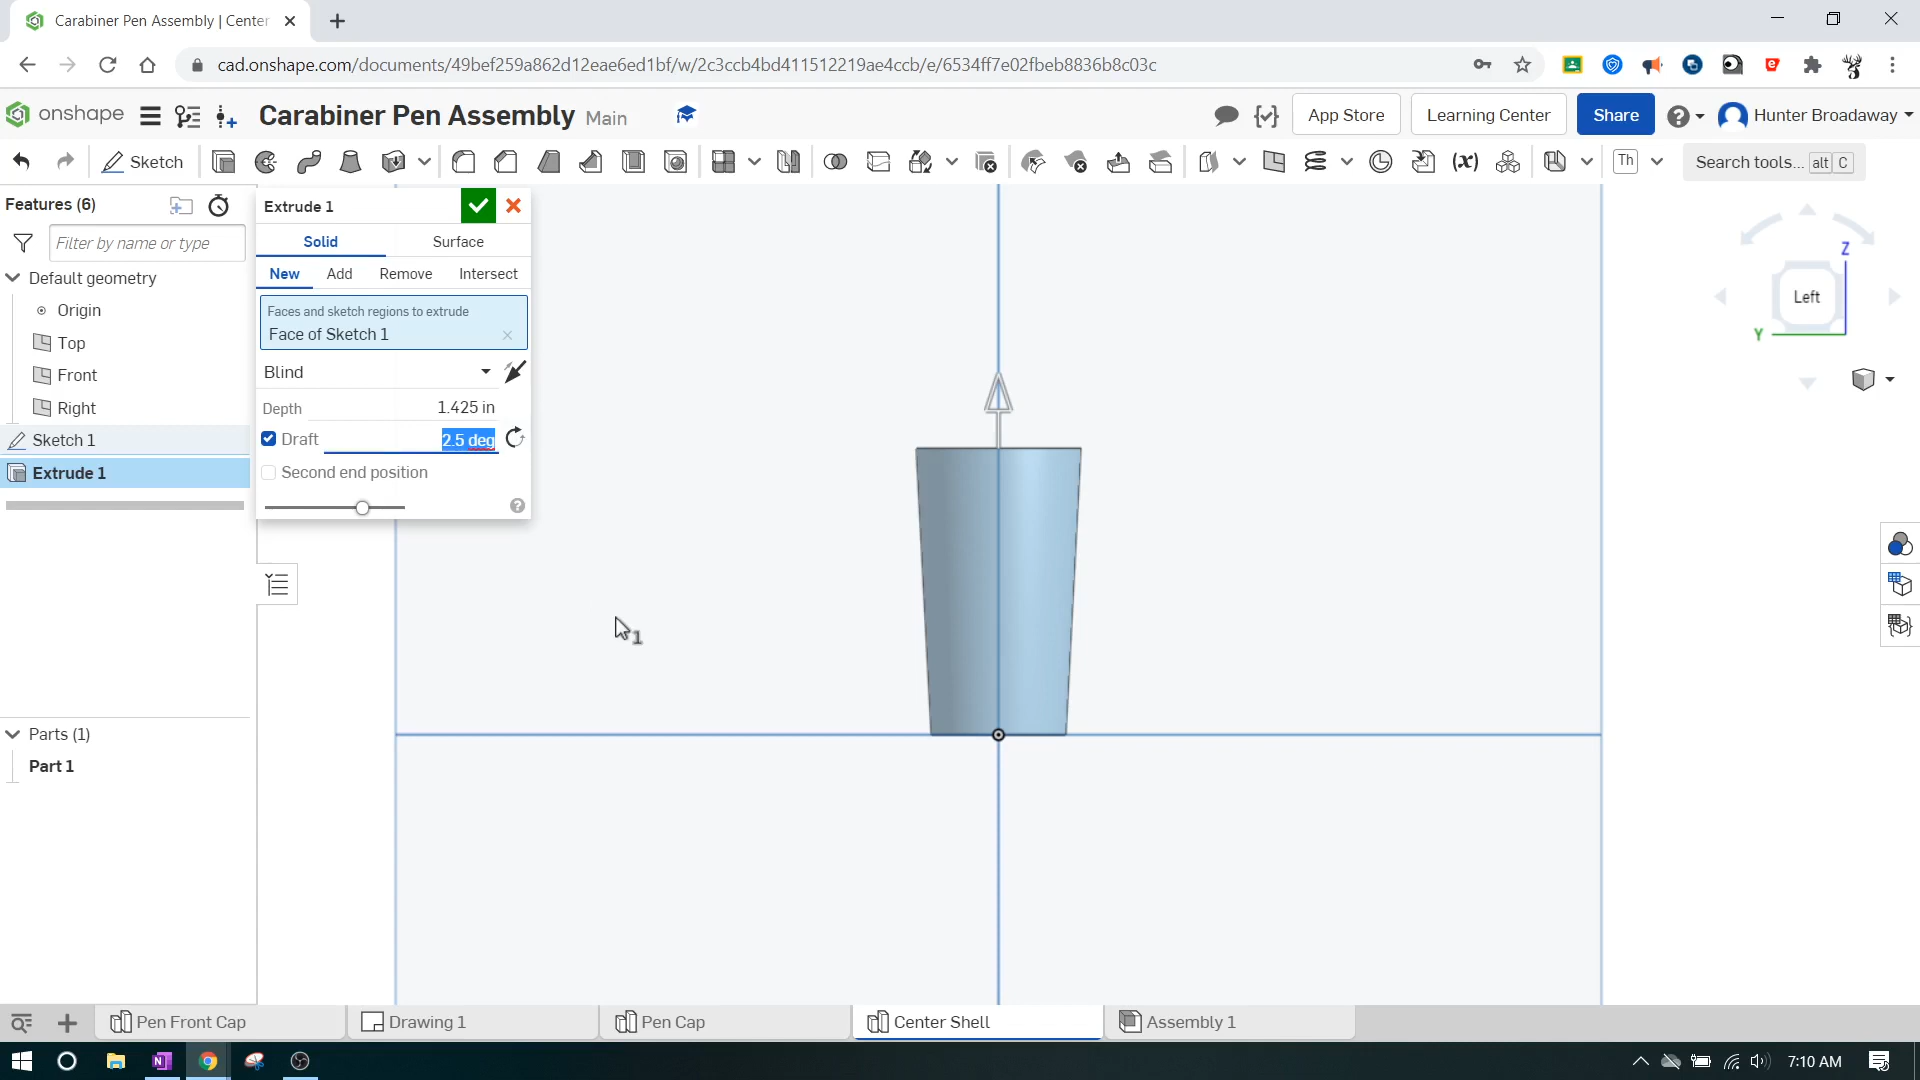 Carabiner Pen Assembly | Center
cad.onshape.com/documents/49bef259a862d12eae6ed1bf/w/2c3ccb4bd411512219ae4ccb/e/6534ff7e02fbeb8836b8c03c
onshape
Carabiner Pen Assembly Main
App Store
Learning Center
Share
Hunter Broadaway
Sketch
(x)
Th
Search tools... alt C
Features (6)
Filter by name or type
Default geometry
Origin
Top
Front
Right
Sketch 1
Extrude 1
Parts (1)
Part 1
Extrude 1
Solid
Surface
New
Add
Remove
Intersect
Faces and sketch regions to extrude
Face of Sketch 1
Blind
Depth 1.425 in
Draft 2.5 deg
Second end position
1
Z
Left
Y
Pen Front Cap
Drawing 1
Pen Cap
Center Shell
Assembly 1
7:10 AM